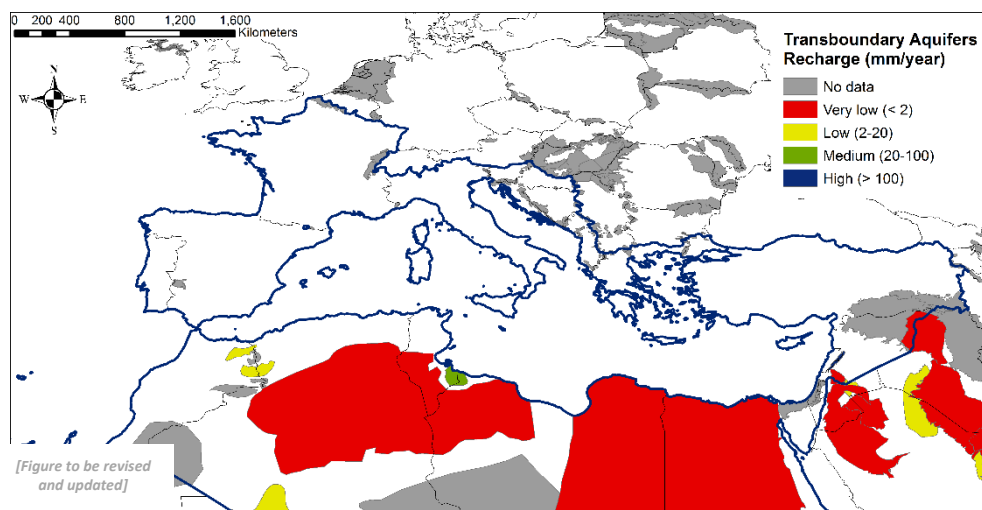 0 200 400 800 1,200 1,600
Kilometers
N
W E
S
Transboundary Aquifers
Recharge (mm/year)
No data
Very low (< 2)
Low (2-20)
Medium (20-100)
High (> 100)
[Figure to be revised
and updated]